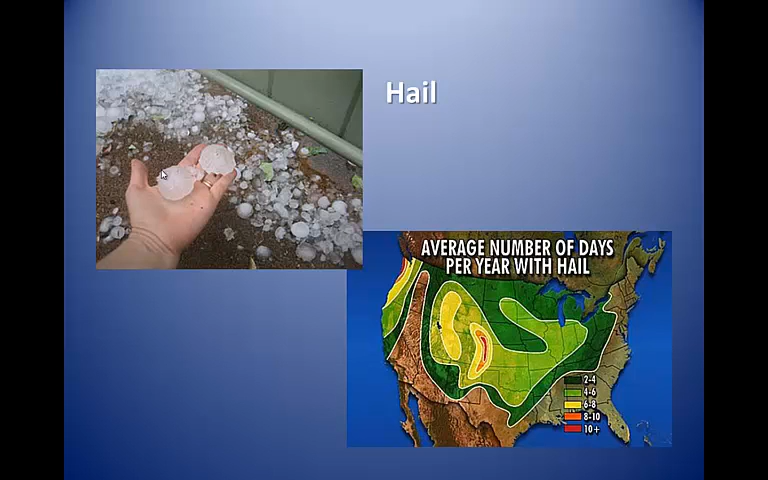 Hail
AVERAGE NUMBER OF DAYS
PER YEAR WITH HAIL
2-4
4-6
6-8
8-10
10+